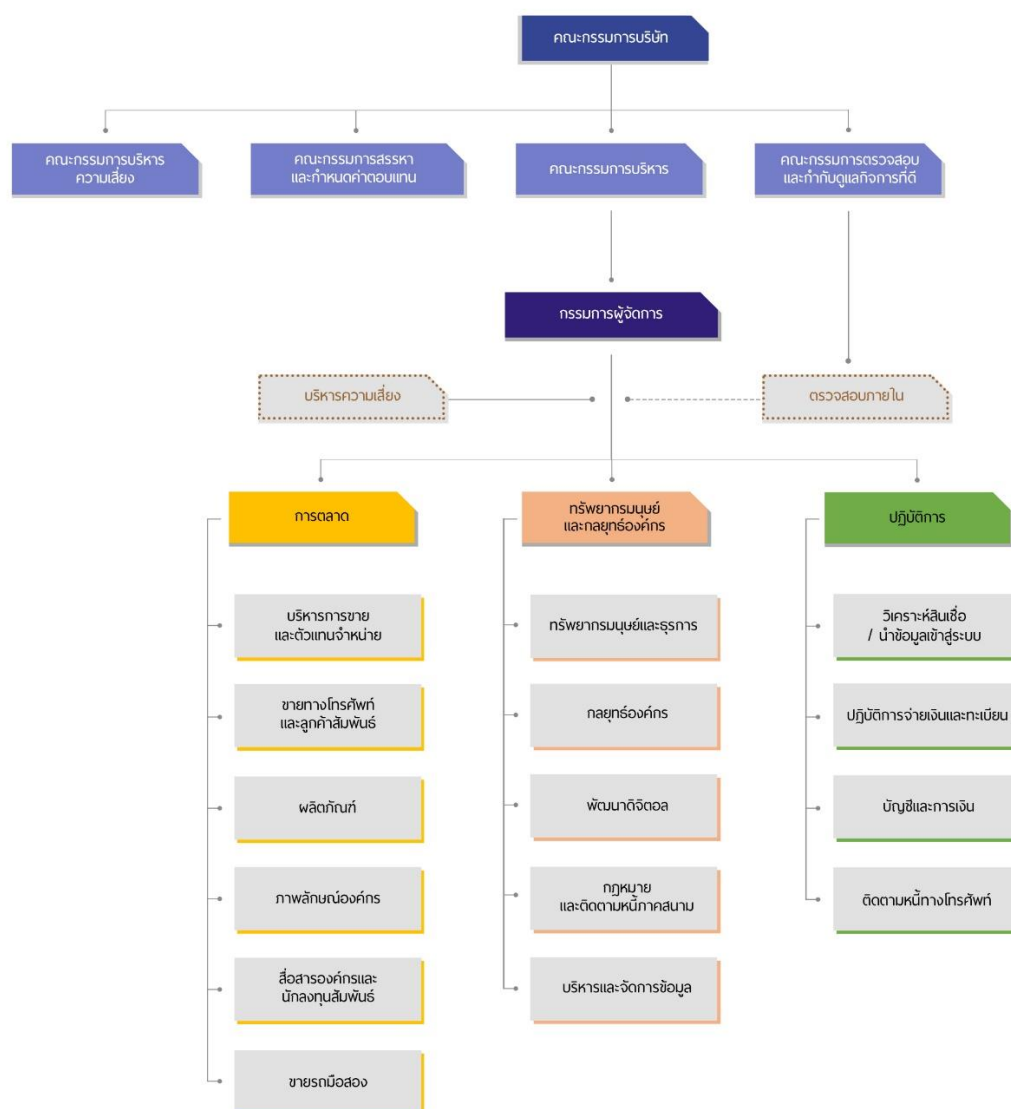 คณะกรรมการบริษัท
คณะกรรมการบริหาร
ความเสี่ยง
คณะกรรมการสรรหา
และกำหนดค่าตอบแทน
คณะกรรมการบริหาร
คณะกรรมการตรวจสอบ
และกำกับดูแลกิจการที่ดี
กรรมการผู้จัดการ
บริหารความเสี่ยง
ตรวจสอบภายใน
การตลาด
บริหารการขาย
และตัวแทนจำหน่าย
ขายทางโทรศัพท์
และลูกค้าสัมพันธ์
ผลิตภัณฑ์
ภาพลักษณ์องค์กร
สื่อสารองค์กรและ
นักลงทุนสัมพันธ์
ขายรถมือสอง
ทรัพยากรมนุษย์
และกลยุทธ์องค์กร
ทรัพยากรมนุษย์และธุรการ
กลยุทธ์องค์กร
พัฒนาดิจิตอล
กฎหมาย
และติดตามหนี้ภาคสนาม
บริหารและจัดการข้อมูล
ปฏิบัติการ
วิเคราะห์สินเชื่อ
/ นำข้อมูลเข้าสู่ระบบ
ปฏิบัติการจ่ายเงินและทะเบียน
บัญชีและการเงิน
ติดตามหนี้ทางโทรศัพท์